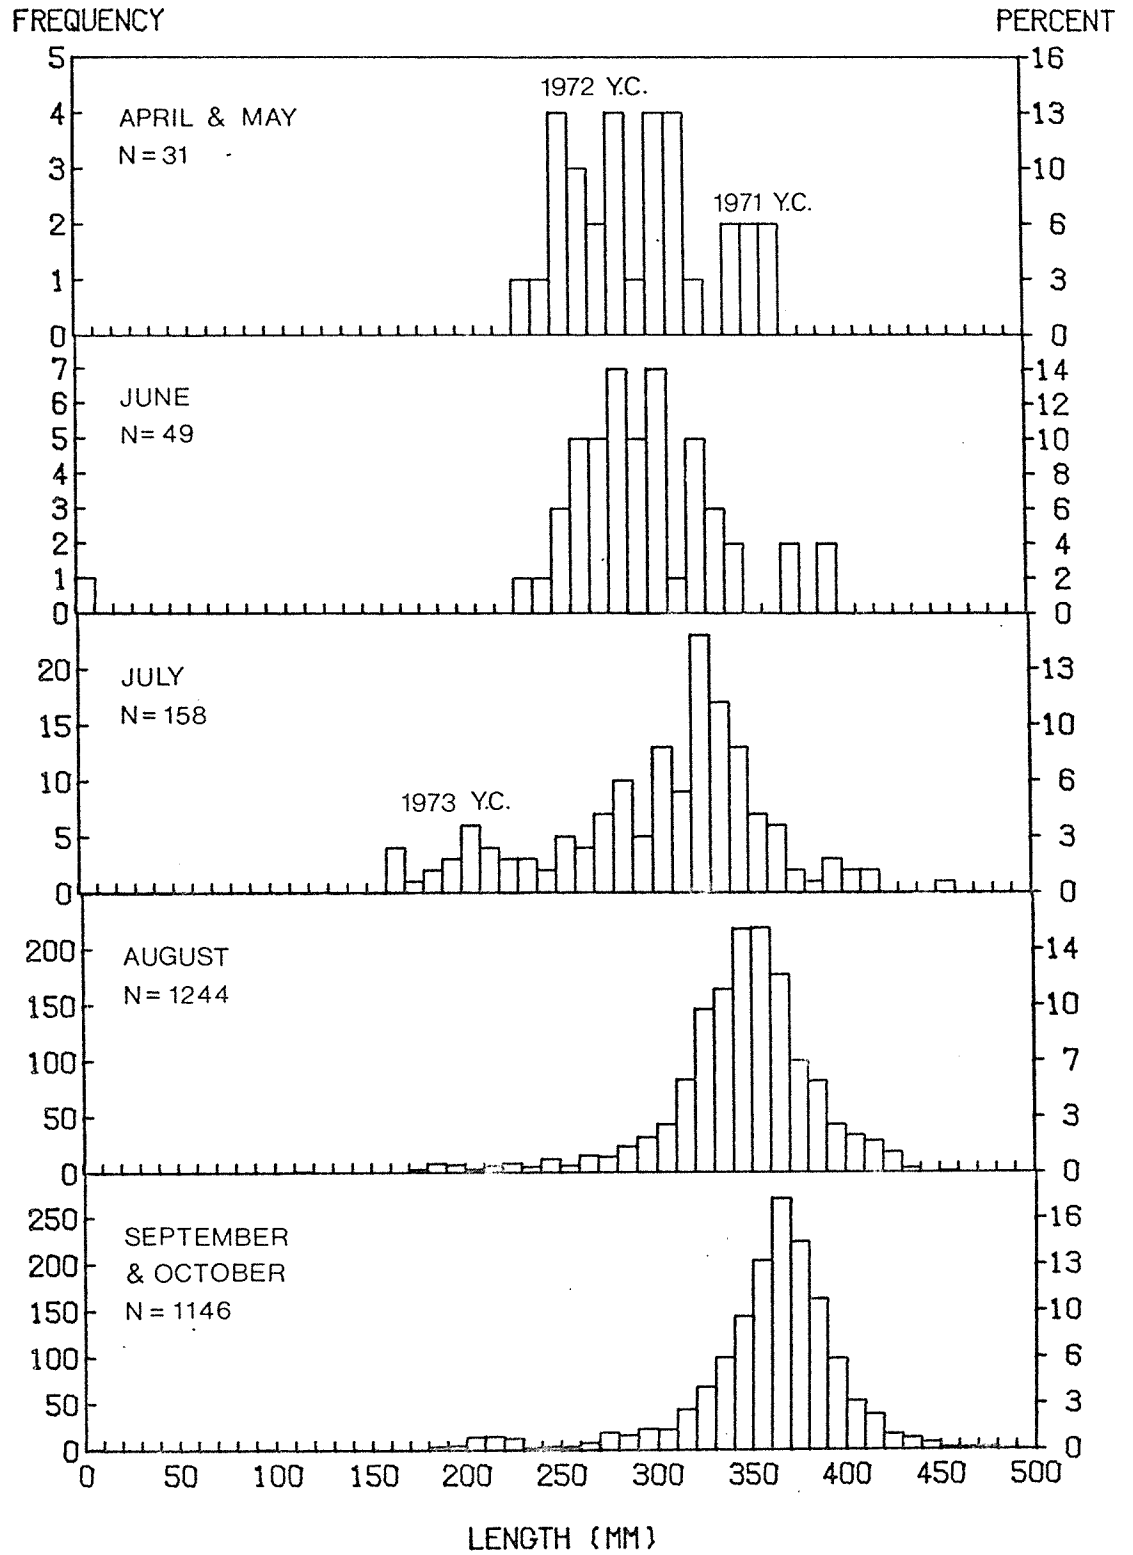 FREQUENCY PERCENT
5 16
1972 Y.C.
4 APRIL & MAY 13
N=31
3 10
1971 Y.C.
2 6
1 3
0 0
7 14
6 JUNE 12
5 N=49 10
4 8
3 6
2 4
1 2
0 0
20 JULY 13
15 N=158 10
10 6
1973 Y.C.
5 3
0 0
200 AUGUST 14
N=1244
150 10
100 7
50 3
0 0
250 16
SEPTEMBER
200 & OCTOBER 13
150 N=1146 10
100 6
50 3
0 0
0 50 100 150 200 250 300 350 400 450 500
LENGTH (MM)